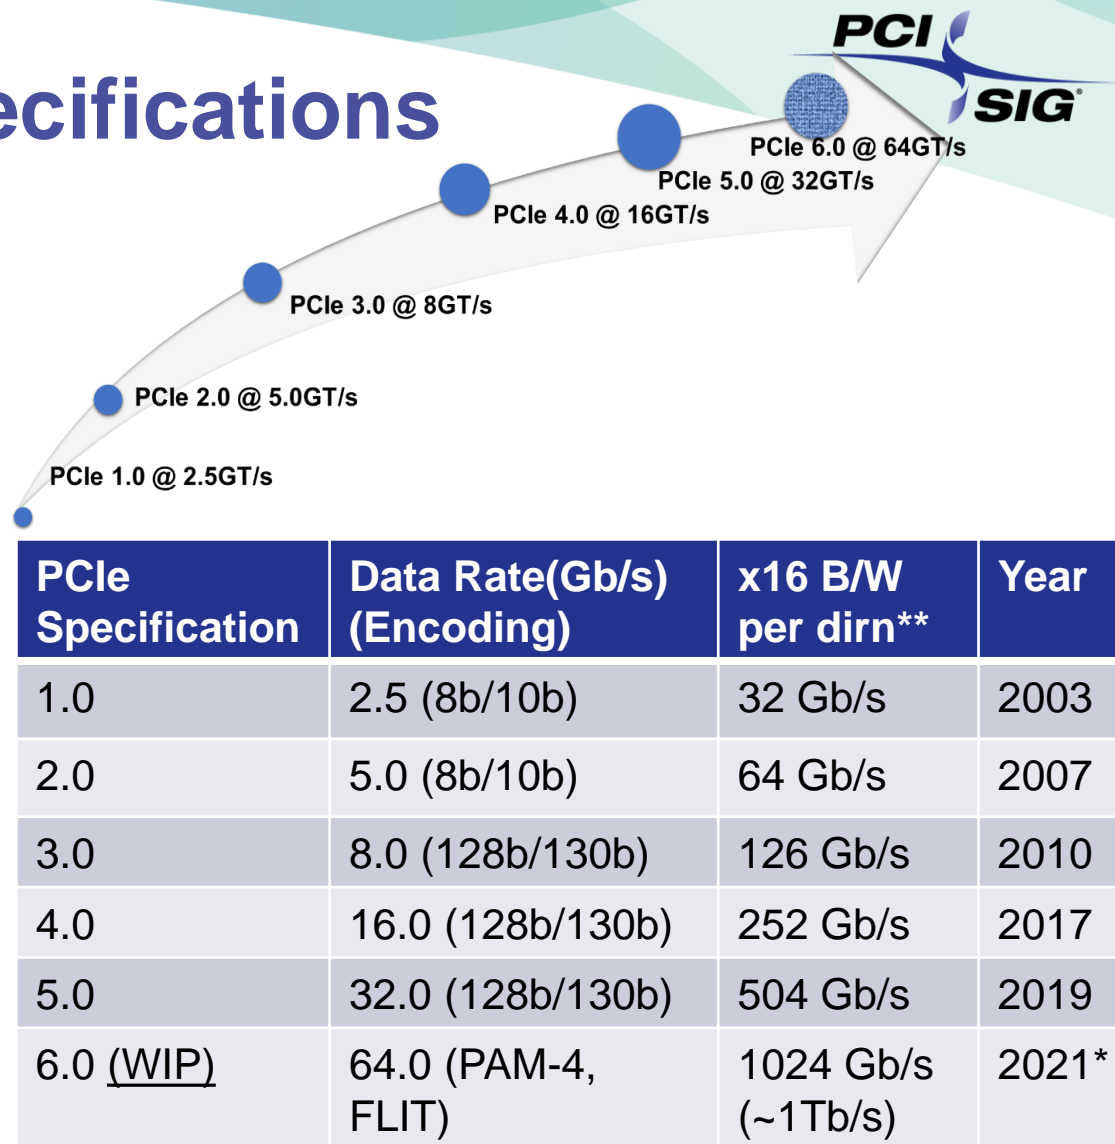 PCI
SIG®
ecifications
PCIe 6.0 @ 64GT/s
PCIe 5.0 @ 32GT/s
PCIe 4.0 @ 16GT/s
PCIe 3.0 @ 8GT/s
PCIe 2.0 @ 5.0GT/s
PCIe 1.0 @ 2.5GT/s
PCIe Specification | Data Rate(Gb/s) (Encoding) | x16 B/W per dirn** | Year
1.0 | 2.5 (8b/10b) | 32 Gb/s | 2003
2.0 | 5.0 (8b/10b) | 64 Gb/s | 2007
3.0 | 8.0 (128b/130b) | 126 Gb/s | 2010
4.0 | 16.0 (128b/130b) | 252 Gb/s | 2017
5.0 | 32.0 (128b/130b) | 504 Gb/s | 2019
6.0 (WIP) | 64.0 (PAM-4, FLIT) | 1024 Gb/s (~1Tb/s) | 2021*